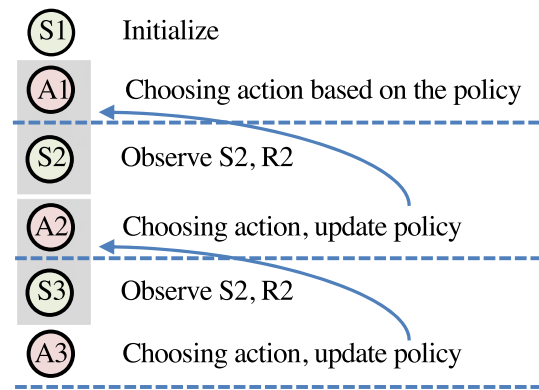 S1 Initialize
A1 Choosing action based on the policy
S2 Observe S2, R2
A2 Choosing action, update policy
S3 Observe S2, R2
A3 Choosing action, update policy